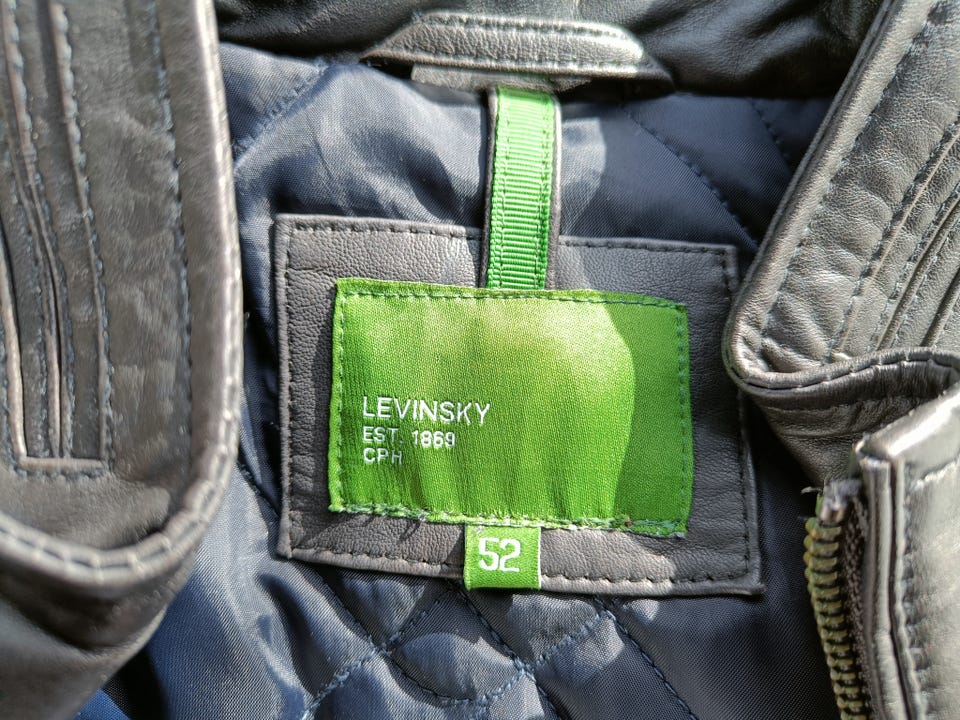 LEVINSKY
EST. 1869
CPH
52